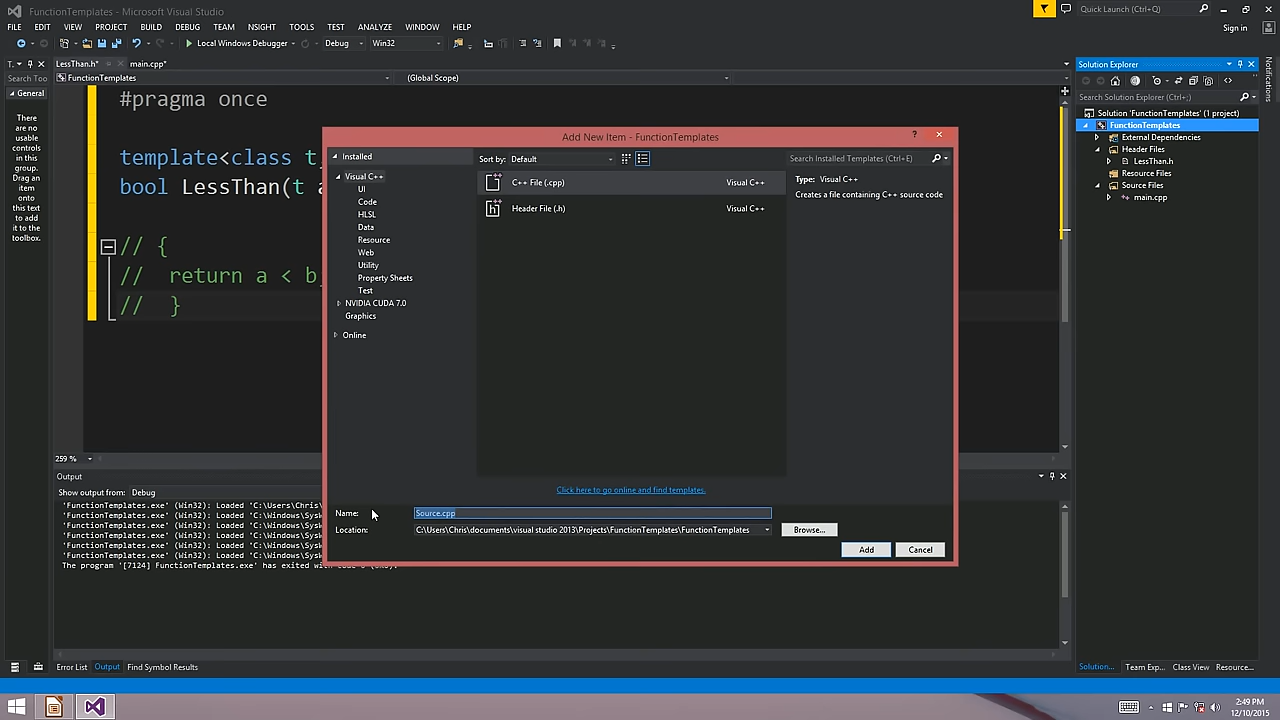 FunctionTemplates - Microsoft Visual Studio
Quick Launch (Ctrl+Q)
FILE EDIT VIEW PROJECT BUILD DEBUG TEAM NSIGHT TOOLS TEST ANALYZE WINDOW HELP
Sign in
Local Windows Debugger Debug Win32
T..
LessThan.h* main.cpp*
Search Too
FunctionTemplates (Global Scope)
General
There
are no
usable
controls
in this
group.
Drag an
item
onto
this text
to add
it to the
toolbox.
#pragma once
template<class t
bool LessThan(t
// {
// return a < b
// }
259 %
Add New Item - FunctionTemplates
?
Installed
Visual C++
UI
Code
HLSL
Data
Resource
Web
Utility
Property Sheets
Test
NVIDIA CUDA 7.0
Graphics
Online
Sort by: Default
Search Installed Templates (Ctrl+E)
C++ File (.cpp) Visual C++
Header File (.h) Visual C++
Type: Visual C++
Creates a file containing C++ source code
Click here to go online and find templates.
Name: Source.cpp
Location: C:\Users\Chris\documents\visual studio 2013\Projects\FunctionTemplates\FunctionTemplates
Browse...
Add Cancel
Solution Explorer
Search Solution Explorer (Ctrl+;)
Solution 'FunctionTemplates' (1 project)
FunctionTemplates
External Dependencies
Header Files
LessThan.h
Resource Files
Source Files
main.cpp
Notifications
Output
Show output from: Debug
'FunctionTemplates.exe' (Win32): Loaded 'C:\Users\Chris
'FunctionTemplates.exe' (Win32): Loaded 'C:\Windows\Sys
'FunctionTemplates.exe' (Win32): Loaded 'C:\Windows\Sys
'FunctionTemplates.exe' (Win32): Loaded 'C:\Windows\Sys
'FunctionTemplates.exe' (Win32): Loaded 'C:\Windows\Sys
'FunctionTemplates.exe' (Win32): Loaded 'C:\Windows\Sys
The program '[7124] FunctionTemplates.exe' has exited with code 0 (0x0).
Error List Output Find Symbol Results
Solution... Team Exp... Class View Resource...
2:49 PM
12/10/2015